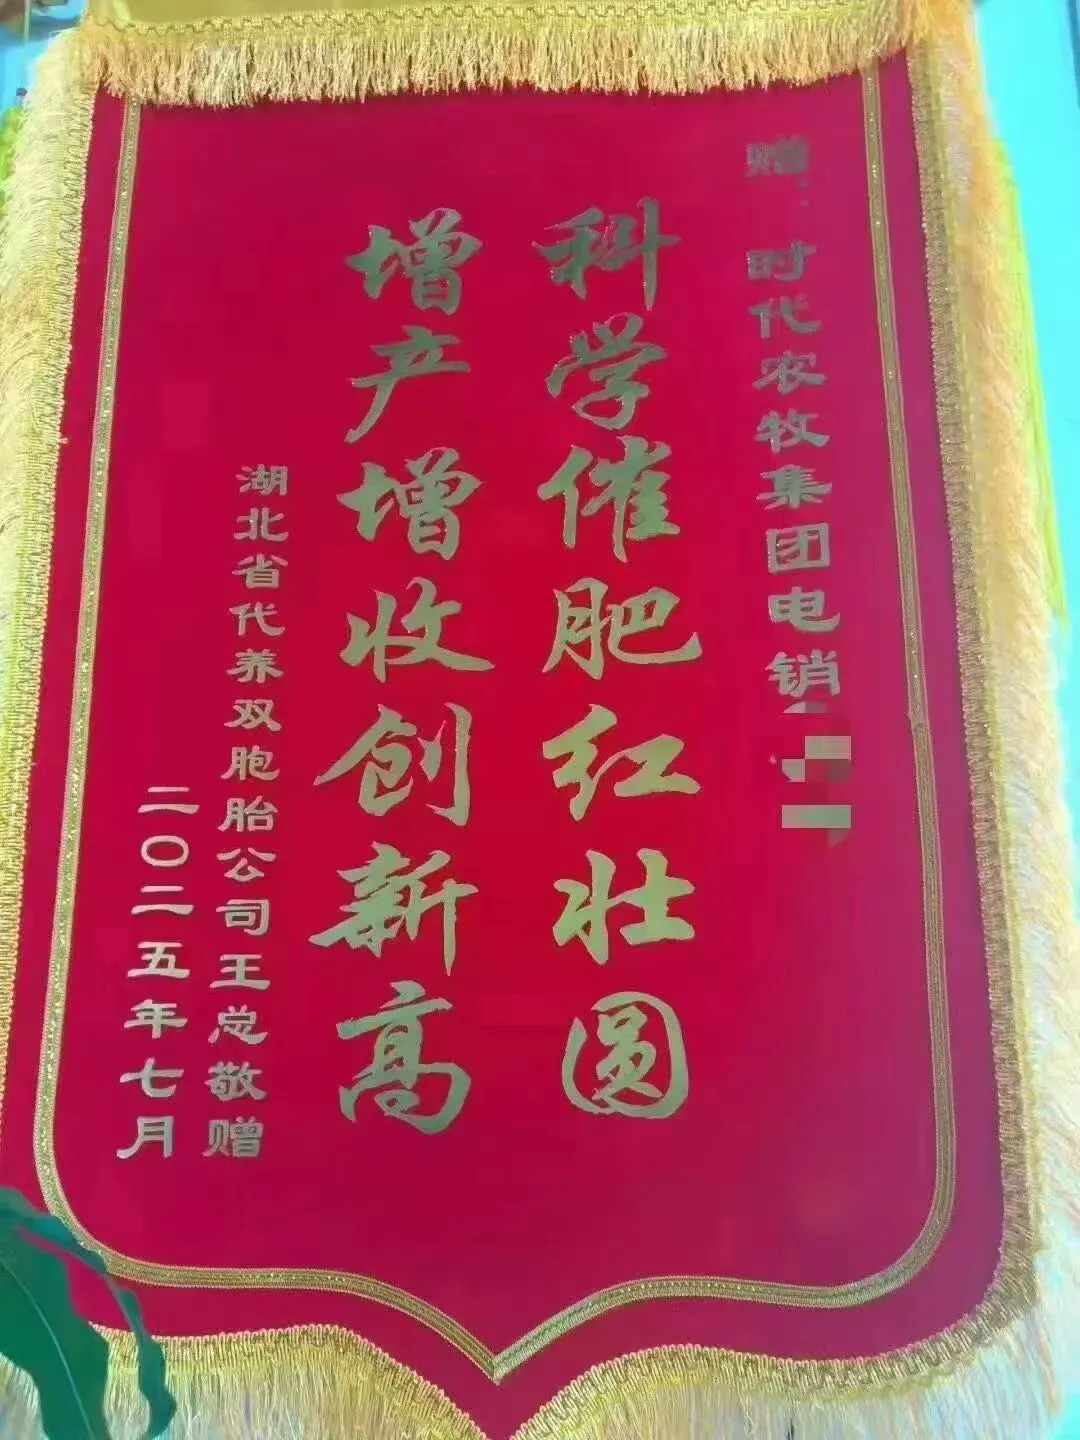 赠：时代农牧集团电销
科学催肥红壮圆
增产增收创新高
湖北省代养双胞胎公司王总敬赠
二〇二五年七月